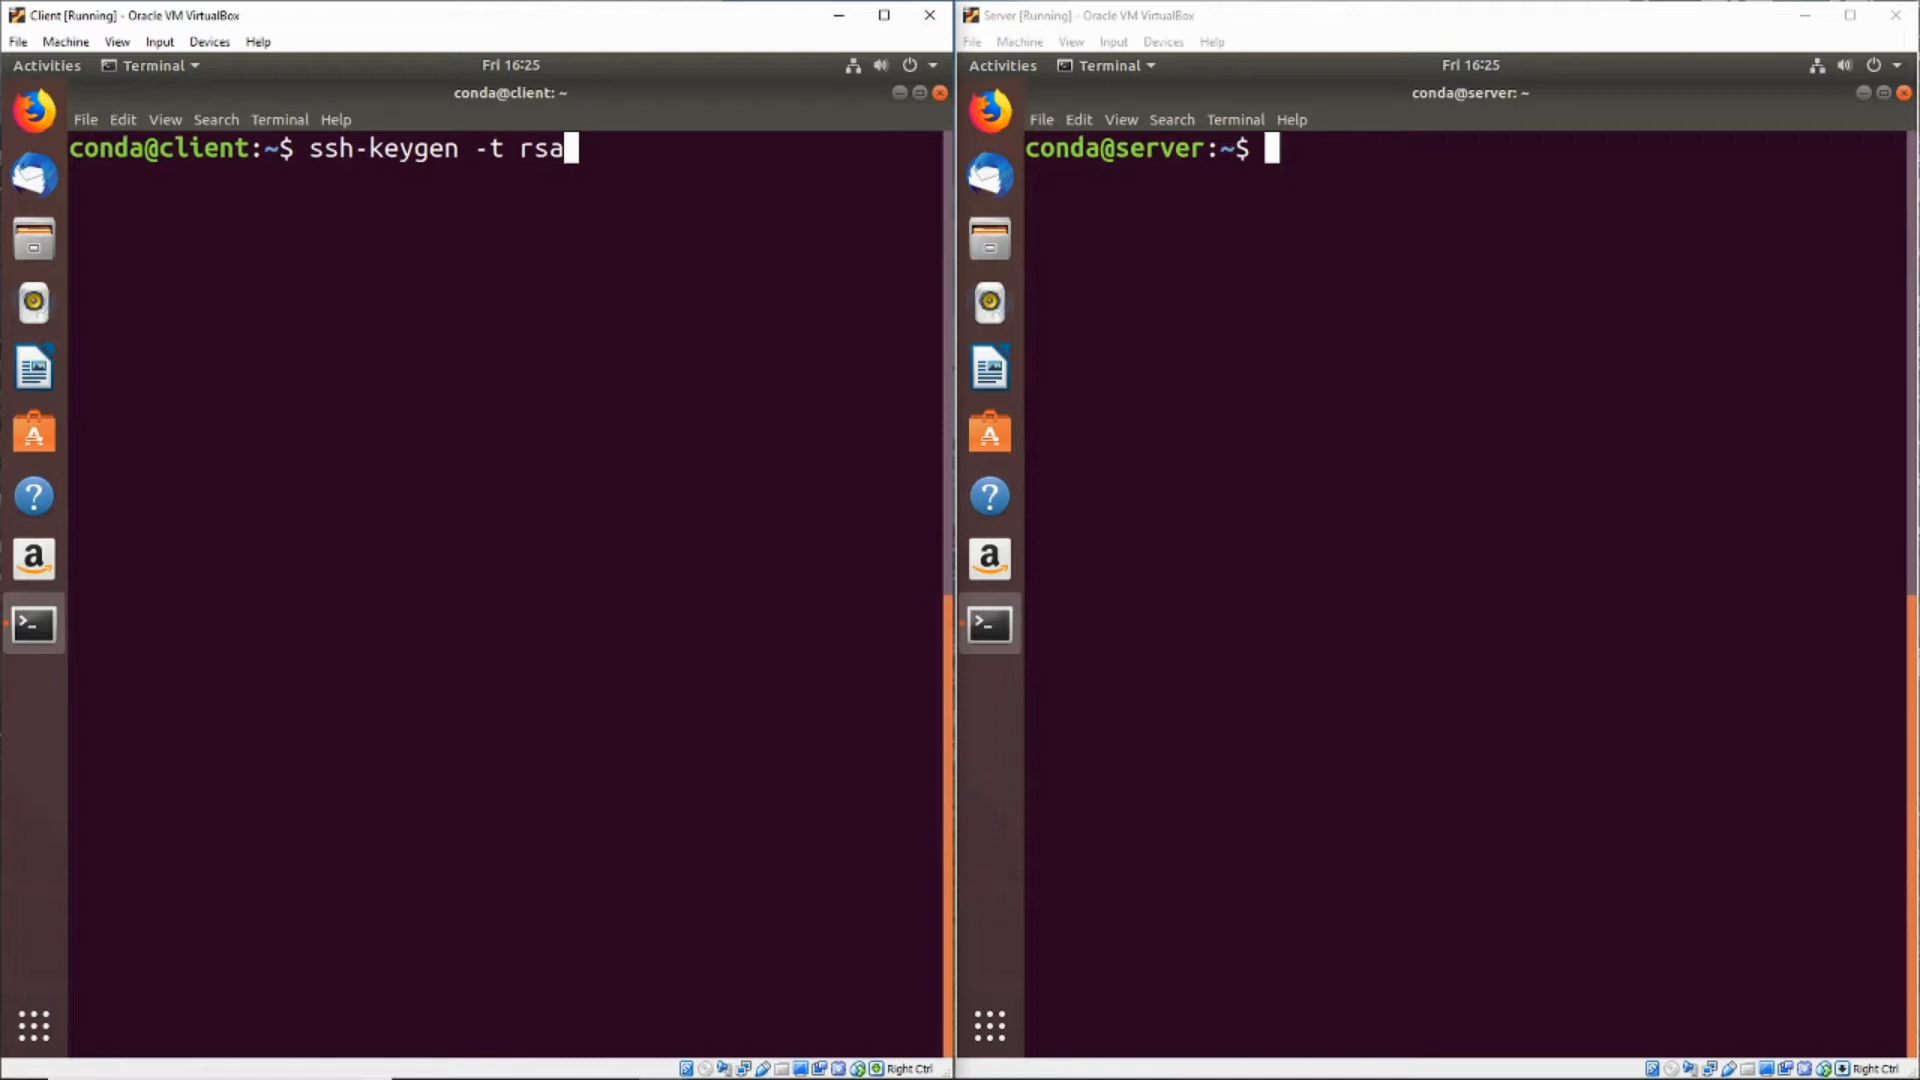 Client [Running] - Oracle VM VirtualBox
File Machine View Input Devices Help
Activities Terminal Fri 16:25
conda@client: ~
File Edit View Search Terminal Help
conda@client:~$ ssh-keygen -t rsa
Right Ctrl
Server [Running] - Oracle VM VirtualBox
File Machine View Input Devices Help
Activities Terminal Fri 16:25
conda@server: ~
File Edit View Search Terminal Help
conda@server:~$
Right Ctrl